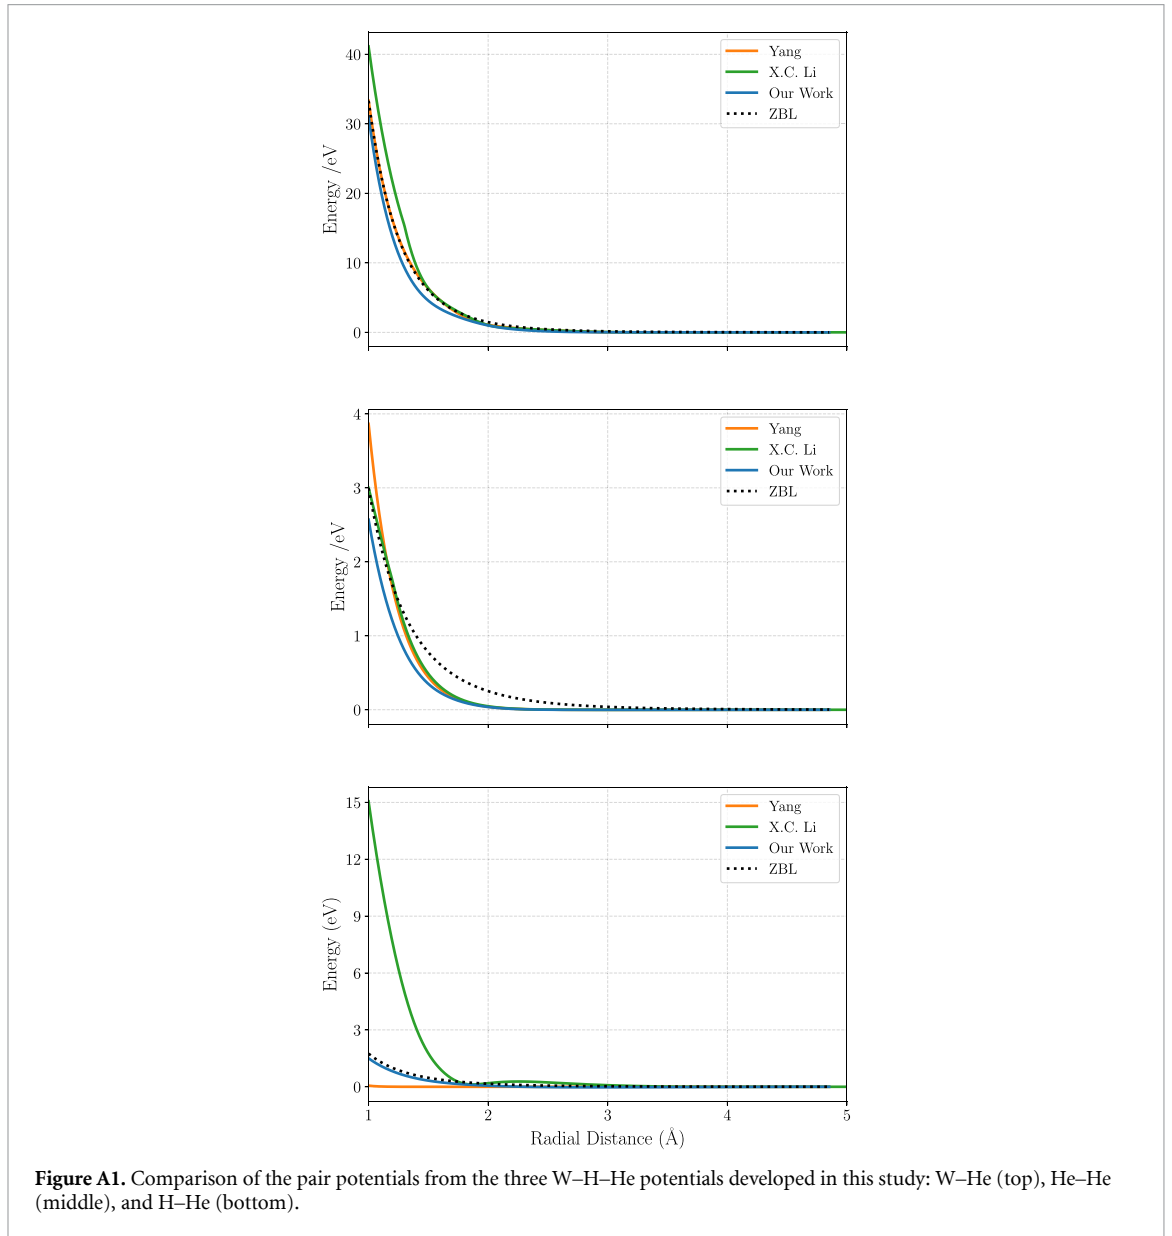 40
30
20
10
0
Energy /eV
Yang
X.C. Li
Our Work
ZBL
4
3
2
1
0
Energy /eV
Yang
X.C. Li
Our Work
ZBL
15
12
9
6
3
0
Energy (eV)
Yang
X.C. Li
Our Work
ZBL
1 2 3 4 5
Radial Distance (Å)
Figure A1. Comparison of the pair potentials from the three W–H–He potentials developed in this study: W–He (top), He–He
(middle), and H–He (bottom).